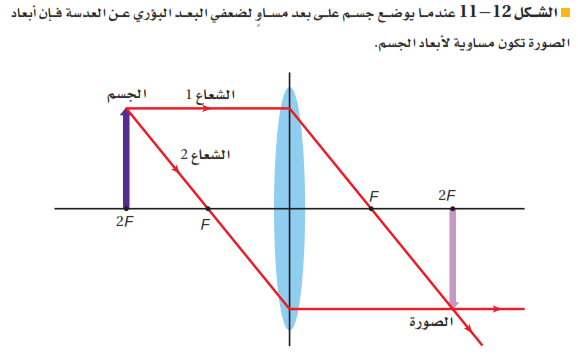 الشكل 12–11 عندما يوضع جسم على بعد مساوٍ لضعفي البعد البؤري عن العدسة فإن أبعاد
الصورة تكون مساوية لأبعاد الجسم.
الجسم
الشعاع 1
الشعاع 2
2F
F
F
2F
الصورة